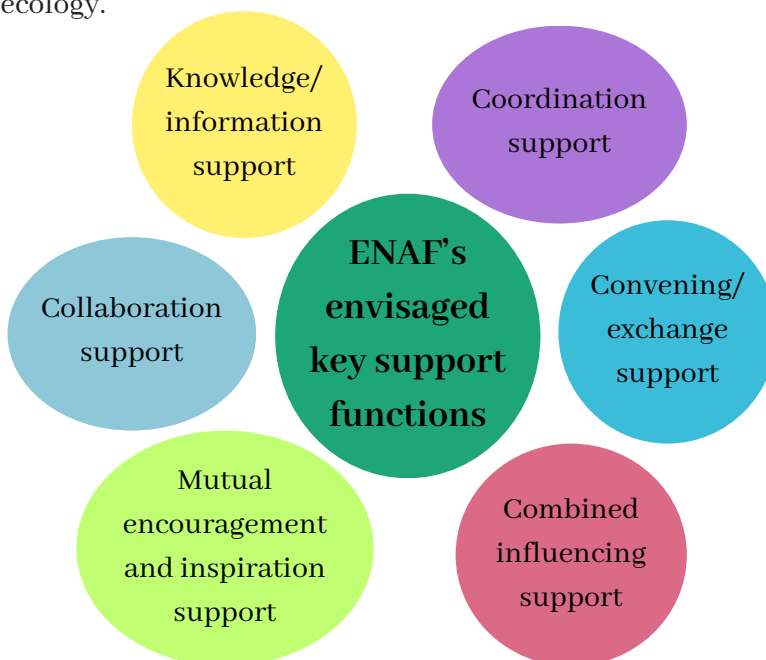 ecology.
Knowledge/
information
support
Coordination
support
ENAF's
envisaged
key support
functions
Collaboration
support
Convening/
exchange
support
Mutual
encouragement
and inspiration
support
Combined
influencing
support